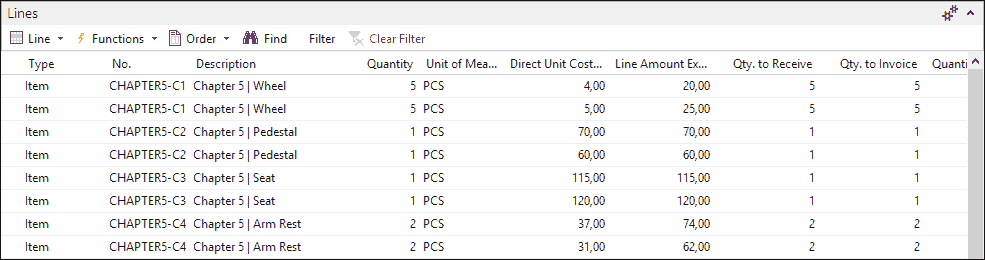 Lines
Line Functions Order Find Filter Clear Filter
Type No. Description Quantity Unit of Mea... Direct Unit Cost... Line Amount Ex... Qty. to Receive Qty. to Invoice Quanti
Item CHAPTER5-C1 Chapter 5 | Wheel 5 PCS 4,00 20,00 5 5
Item CHAPTER5-C1 Chapter 5 | Wheel 5 PCS 5,00 25,00 5 5
Item CHAPTER5-C2 Chapter 5 | Pedestal 1 PCS 70,00 70,00 1 1
Item CHAPTER5-C2 Chapter 5 | Pedestal 1 PCS 60,00 60,00 1 1
Item CHAPTER5-C3 Chapter 5 | Seat 1 PCS 115,00 115,00 1 1
Item CHAPTER5-C3 Chapter 5 | Seat 1 PCS 120,00 120,00 1 1
Item CHAPTER5-C4 Chapter 5 | Arm Rest 2 PCS 37,00 74,00 2 2
Item CHAPTER5-C4 Chapter 5 | Arm Rest 2 PCS 31,00 62,00 2 2